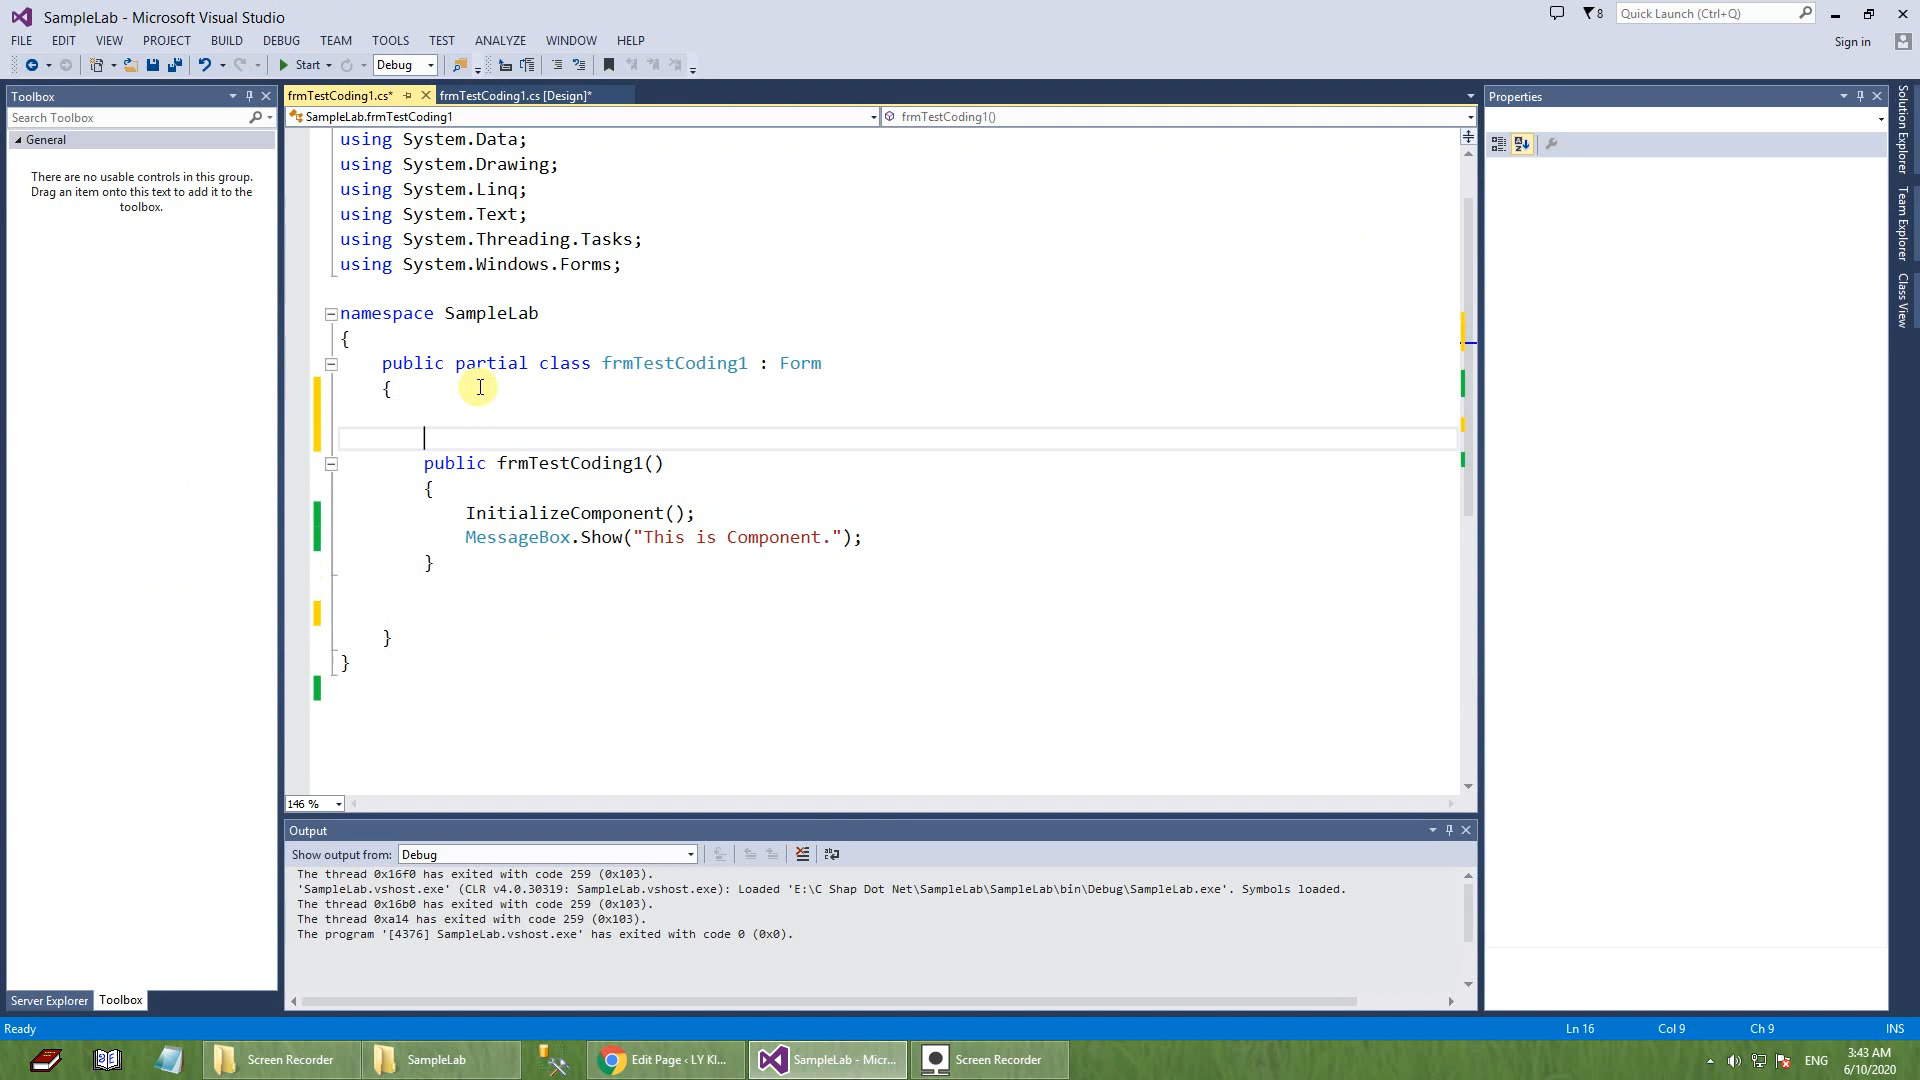 SampleLab - Microsoft Visual Studio
8
Quick Launch (Ctrl+Q)
FILE EDIT VIEW PROJECT BUILD DEBUG TEAM TOOLS TEST ANALYZE WINDOW HELP
Sign in
Start Debug
Toolbox
Search Toolbox
General
There are no usable controls in this group. Drag an item onto this text to add it to the toolbox.
Server Explorer Toolbox
frmTestCoding1.cs* frmTestCoding1.cs [Design]*
SampleLab.frmTestCoding1 frmTestCoding1()
using System.Data;
using System.Drawing;
using System.Linq;
using System.Text;
using System.Threading.Tasks;
using System.Windows.Forms;
namespace SampleLab
{
public partial class frmTestCoding1 : Form
{
public frmTestCoding1()
{
InitializeComponent();
MessageBox.Show("This is Component.");
}
}
}
146 %
Output
Show output from: Debug
The thread 0x16f0 has exited with code 259 (0x103).
'SampleLab.vshost.exe' (CLR v4.0.30319: SampleLab.vshost.exe): Loaded 'E:\C Shap Dot Net\SampleLab\SampleLab\bin\Debug\SampleLab.exe'. Symbols loaded.
The thread 0x16b0 has exited with code 259 (0x103).
The thread 0xa14 has exited with code 259 (0x103).
The program '[4376] SampleLab.vshost.exe' has exited with code 0 (0x0).
Properties
Solution Explorer
Team Explorer
Class View
Ready Ln 16 Col 9 Ch 9 INS
Screen Recorder SampleLab Edit Page ‹ LY Kl... SampleLab - Micr... Screen Recorder ENG
3:43 AM
6/10/2020